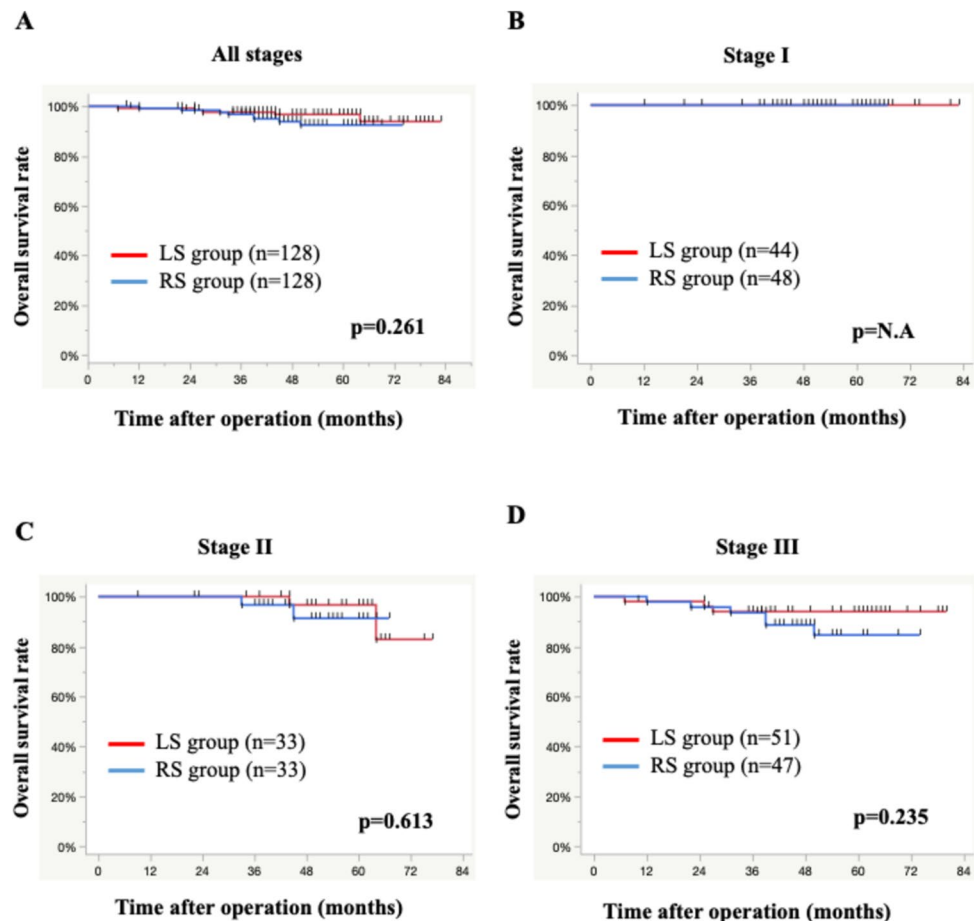 A
All stages
Overall survival rate
100%
80%
60%
40%
20%
0%
LS group (n=128)
RS group (n=128)
p=0.261
0 12 24 36 48 60 72 84
Time after operation (months)
B
Stage I
Overall survival rate
100%
80%
60%
40%
20%
0%
LS group (n=44)
RS group (n=48)
p=N.A
0 12 24 36 48 60 72 84
Time after operation (months)
C
Stage II
Overall survival rate
100%
80%
60%
40%
20%
0%
LS group (n=33)
RS group (n=33)
p=0.613
0 12 24 36 48 60 72 84
Time after operation (months)
D
Stage III
Overall survival rate
100%
80%
60%
40%
20%
0%
LS group (n=51)
RS group (n=47)
p=0.235
0 12 24 36 48 60 72 84
Time after operation (months)